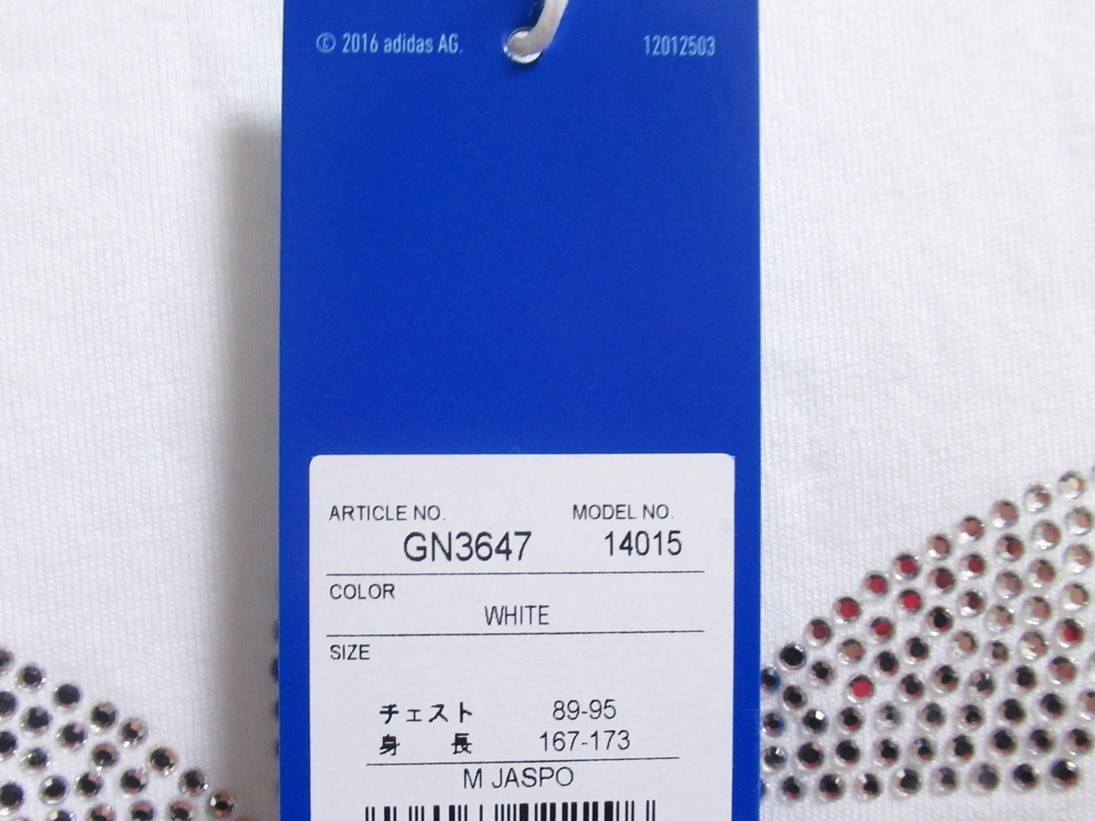 © 2016 adidas AG. 12012503
ARTICLE NO. MODEL NO.
GN3647 14015
COLOR
WHITE
SIZE
チェスト 89-95
身長 167-173
M JASPO